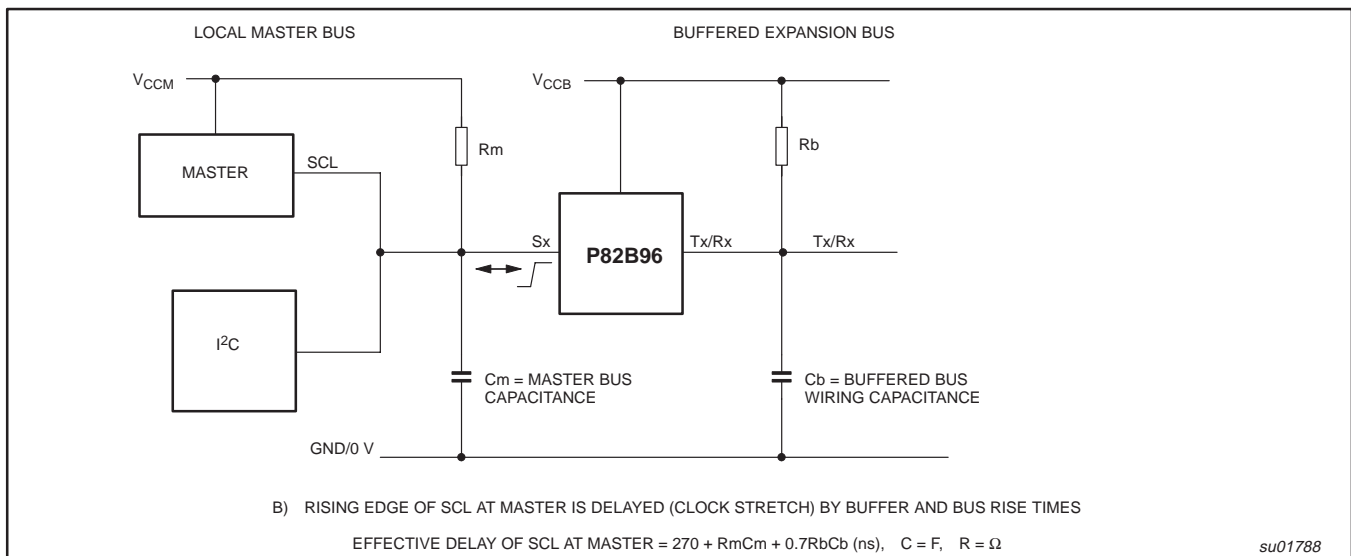 LOCAL MASTER BUS
BUFFERED EXPANSION BUS
VCCM
VCCB
Rm
Rb
MASTER
SCL
Sx
P82B96
Tx/Rx
Tx/Rx
I2C
Cm = MASTER BUS
CAPACITANCE
Cb = BUFFERED BUS
WIRING CAPACITANCE
GND/0 V
B) RISING EDGE OF SCL AT MASTER IS DELAYED (CLOCK STRETCH) BY BUFFER AND BUS RISE TIMES
EFFECTIVE DELAY OF SCL AT MASTER = 270 + RmCm + 0.7RbCb (ns), C = F, R = Ω
su01788